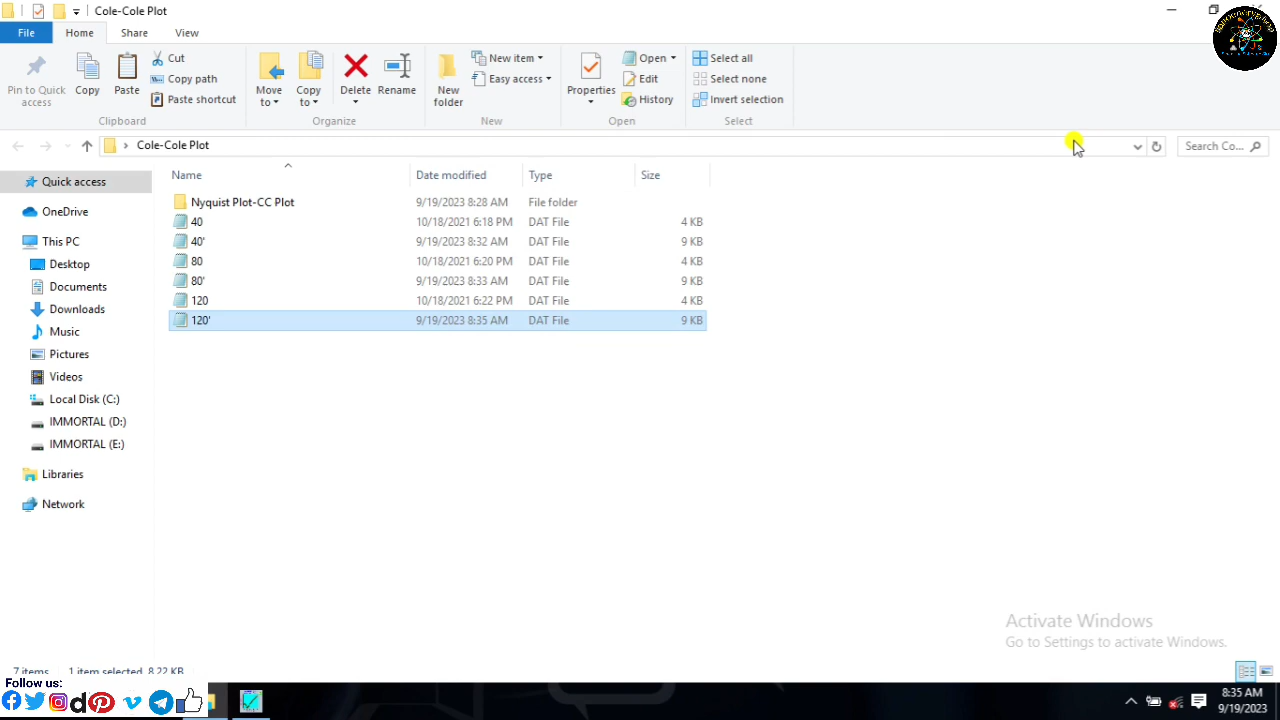 Cole-Cole Plot
File Home Share View
Pin to Quick access
Copy
Paste
Cut
Copy path
Paste shortcut
Clipboard
Move to
Copy to
Delete
Rename
Organize
New folder
New item
Easy access
New
Properties
Open
Edit
History
Open
Select all
Select none
Invert selection
Select
Cole-Cole Plot
Search Co...
Name Date modified Type Size
Nyquist Plot-CC Plot 9/19/2023 8:28 AM File folder
40 10/18/2021 6:18 PM DAT File 4 KB
40' 9/19/2023 8:32 AM DAT File 9 KB
80 10/18/2021 6:20 PM DAT File 4 KB
80' 9/19/2023 8:33 AM DAT File 9 KB
120 10/18/2021 6:22 PM DAT File 4 KB
120' 9/19/2023 8:35 AM DAT File 9 KB
Quick access
OneDrive
This PC
Desktop
Documents
Downloads
Music
Pictures
Videos
Local Disk (C:)
IMMORTAL (D:)
IMMORTAL (E:)
Libraries
Network
Activate Windows
Go to Settings to activate Windows.
7 items 1 item selected 8.22 KB
Follow us:
8:35 AM
9/19/2023